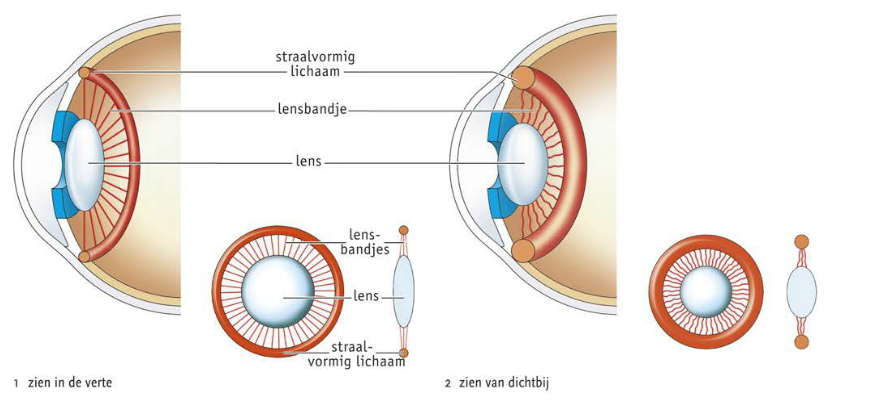 straalvormig
lichaam
lensbandje
lens
lens-
bandjes
lens
straal-
vormig lichaam
1 zien in de verte
2 zien van dichtbij